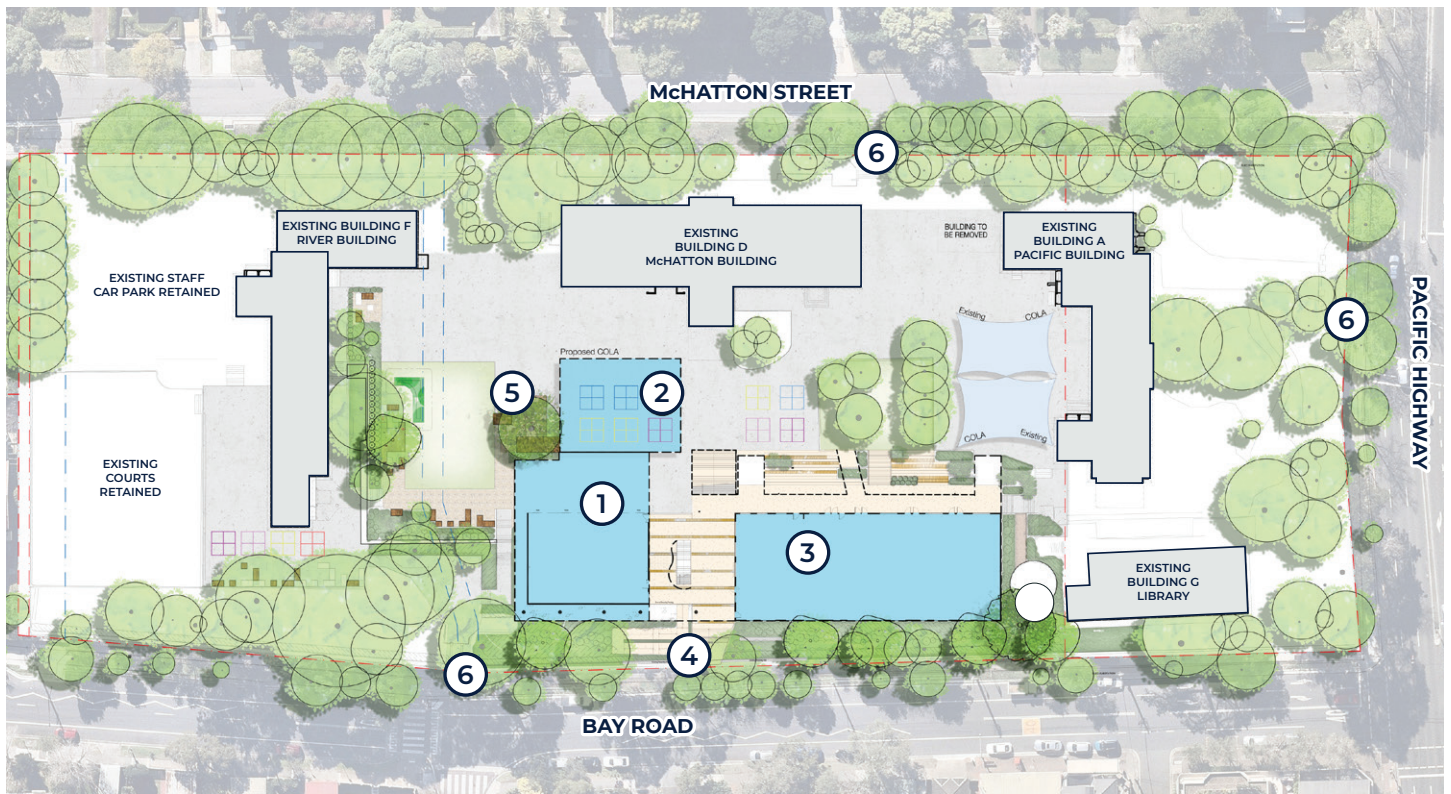 McHATTON STREET
6
EXISTING BUILDING F
RIVER BUILDING
EXISTING
BUILDING D
McHATTON BUILDING
BUILDING TO
BE REMOVED
EXISTING
BUILDING A
PACIFIC BUILDING
EXISTING STAFF
CAR PARK RETAINED
Existing COLA
6
PACIFIC HIGHWAY
Proposed COLA
5
2
COLA Existing
EXISTING
COURTS
RETAINED
1
3
EXISTING
BUILDING G
LIBRARY
4
6
BAY ROAD